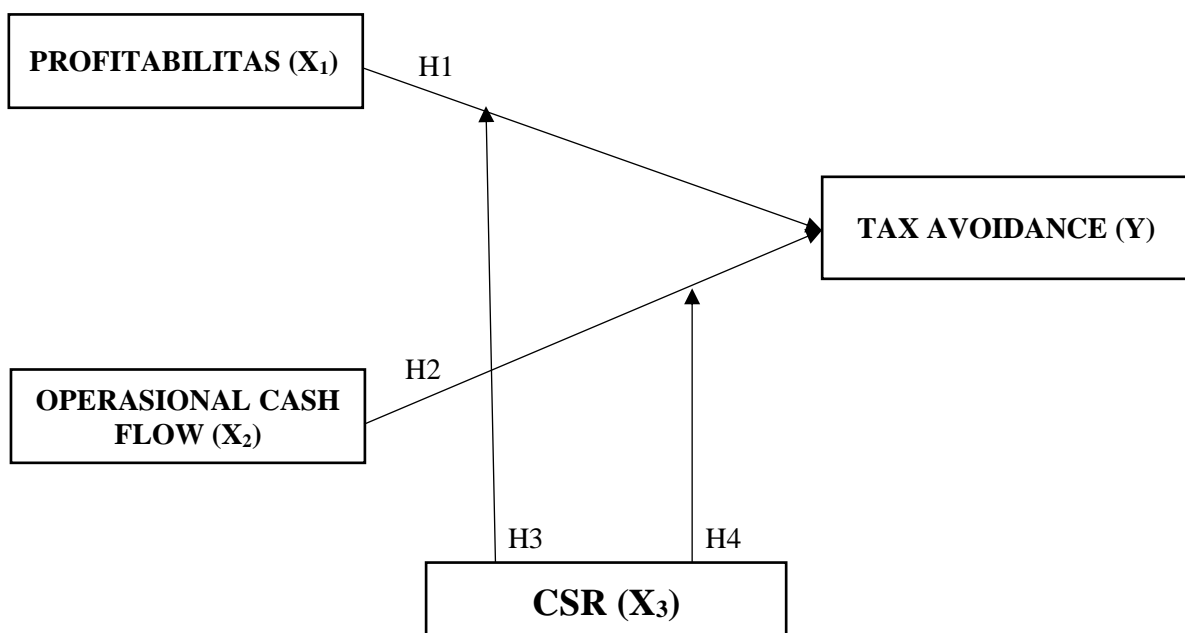 PROFITABILITAS (X₁)
H1
TAX AVOIDANCE (Y)
H2
OPERASIONAL CASH
FLOW (X₂)
H3
H4
CSR (X₃)